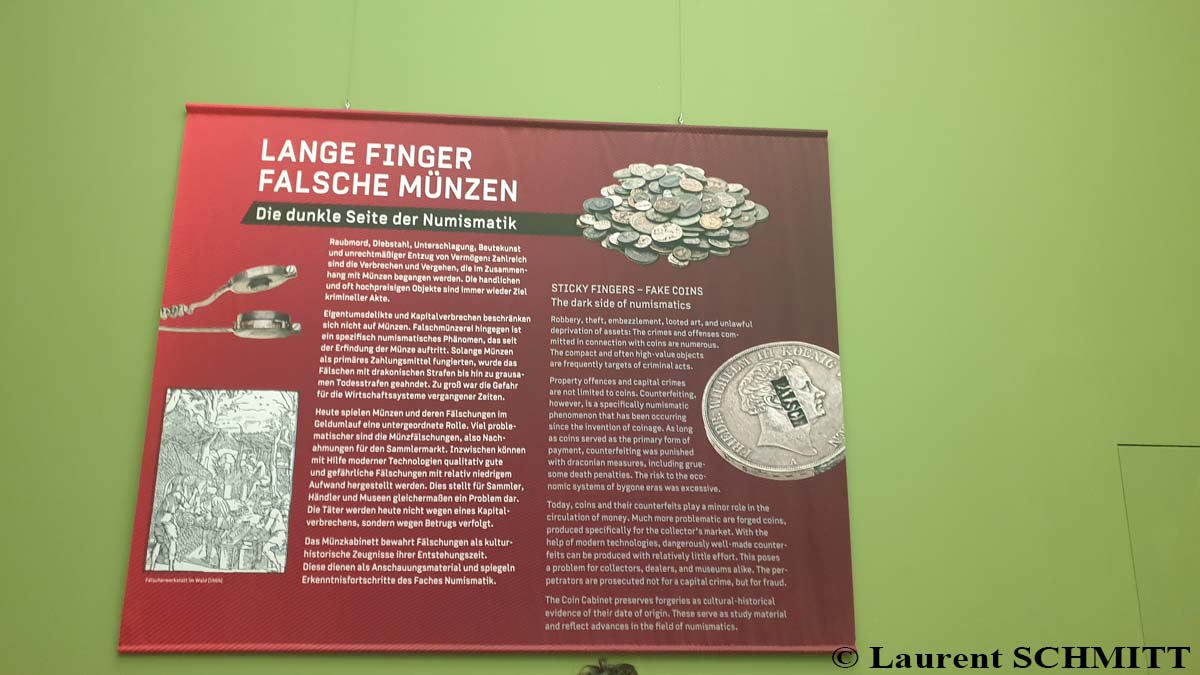 LANGE FINGER
FALSCHE MÜNZEN
Die dunkle Seite der Numismatik
Raubmord, Diebstahl, Unterschlagung, Beutekunst
und unrechtmäßiger Entzug von Vermögen: Zahlreich
sind die Verbrechen und Vergehen, die im Zusammen-
hang mit Münzen begangen werden. Die handlichen
und oft hochpreisigen Objekte sind immer wieder Ziel
krimineller Akte.
Eigentumsdelikte und Kapitalverbrechen beschränken
sich nicht auf Münzen. Falschmünzerei hingegen ist
ein spezifisch numismatisches Phänomen, das seit
der Erfindung der Münze auftritt. Solange Münzen
als primäres Zahlungsmittel fungierten, wurde das
Fälschen mit drakonischen Strafen bis hin zu grausa-
men Todesstrafen geahndet. Zu groß war die Gefahr
für die Wirtschaftssysteme vergangener Zeiten.
Heute spielen Münzen und deren Fälschungen im
Geldumlauf eine untergeordnete Rolle. Viel proble-
matischer sind die Münzfälschungen, also Nach-
ahmungen für den Sammlermarkt. Inzwischen können
mit Hilfe moderner Technologien qualitativ gute
und gefährliche Fälschungen mit relativ niedrigem
Aufwand hergestellt werden. Dies stellt für Sammler,
Händler und Museen gleichermaßen ein Problem dar.
Die Täter werden heute nicht wegen eines Kapital-
verbrechens, sondern wegen Betrugs verfolgt.
Das Münzkabinett bewahrt Fälschungen als kultur-
historische Zeugnisse ihrer Entstehungszeit.
Diese dienen als Anschauungsmaterial und spiegeln
Erkenntnisfortschritte des Faches Numismatik.
Fälscherwerkstatt im Wald
STICKY FINGERS – FAKE COINS
The dark side of numismatics
Robbery, theft, embezzlement, looted art, and unlawful
deprivation of assets: The crimes and offenses com-
mitted in connection with coins are numerous.
The compact and often high-value objects
are frequently targets of criminal acts.
Property offences and capital crimes
are not limited to coins. Counterfeiting,
however, is a specifically numismatic
phenomenon that has been occurring
since the invention of coinage. As long
as coins served as the primary form of
payment, counterfeiting was punished
with draconian measures, including grue-
some death penalties. The risk to the eco-
nomic systems of bygone eras was excessive.
Today, coins and their counterfeits play a minor role in the
circulation of money. Much more problematic are forged coins,
produced specifically for the collector's market. With the
help of modern technologies, dangerously well-made counter-
feits can be produced with relatively little effort. This poses
a problem for collectors, dealers, and museums alike. The per-
petrators are prosecuted not for a capital crime, but for fraud.
The Coin Cabinet preserves forgeries as cultural-historical
evidence of their date of origin. These serve as study material
and reflect advances in the field of numismatics.
FRIEDR. WILHELM III KOENIG
FALSCH
A
© Laurent SCHMITT